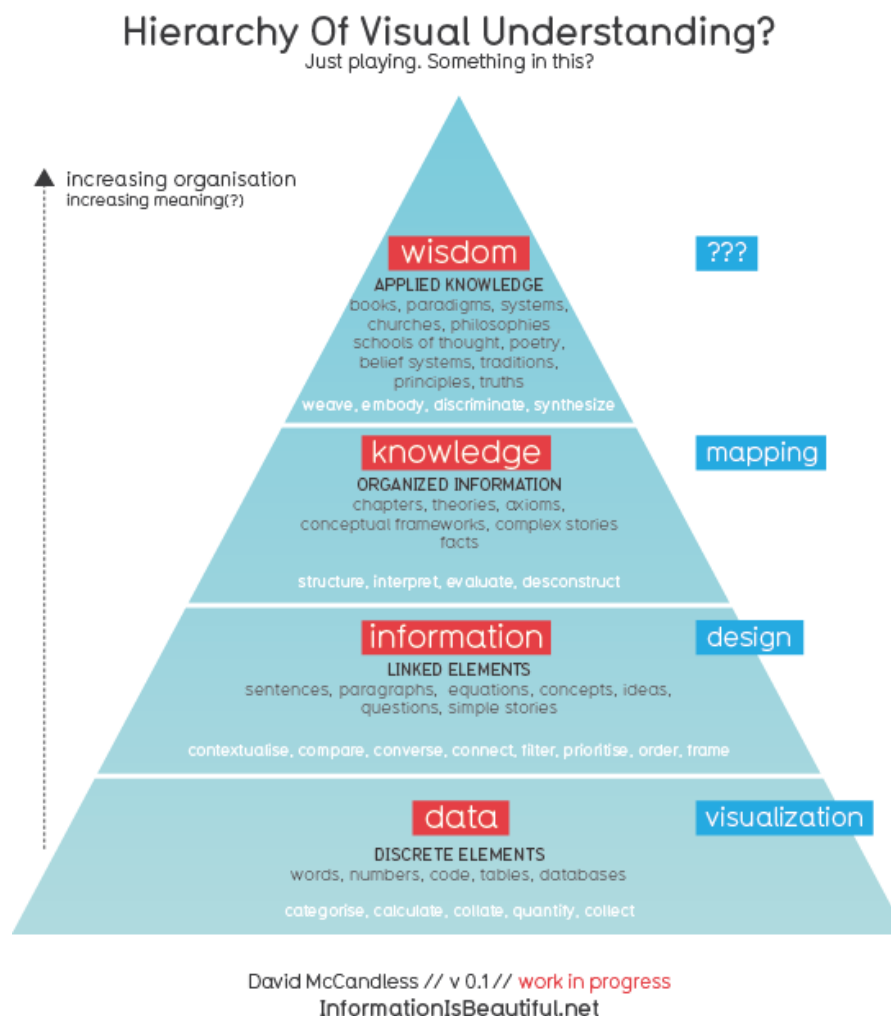 Hierarchy Of Visual Understanding?
Just playing. Something in this?
increasing organisation
increasing meaning(?)
wisdom
???
APPLIED KNOWLEDGE
books, paradigms, systems,
churches, philosophies
schools of thought, poetry,
belief systems, traditions,
principles, truths
weave, embody, discriminate, synthesize
knowledge
mapping
ORGANIZED INFORMATION
chapters, theories, axioms,
conceptual frameworks, complex stories
facts
structure, interpret, evaluate, desconstruct
information
design
LINKED ELEMENTS
sentences, paragraphs, equations, concepts, ideas,
questions, simple stories
contextualise, compare, converse, connect, filter, prioritise, order, frame
data
visualization
DISCRETE ELEMENTS
words, numbers, code, tables, databases
categorise, calculate, collate, quantify, collect
David McCandless // v 0.1 // work in progress
InformationIsBeautiful.net